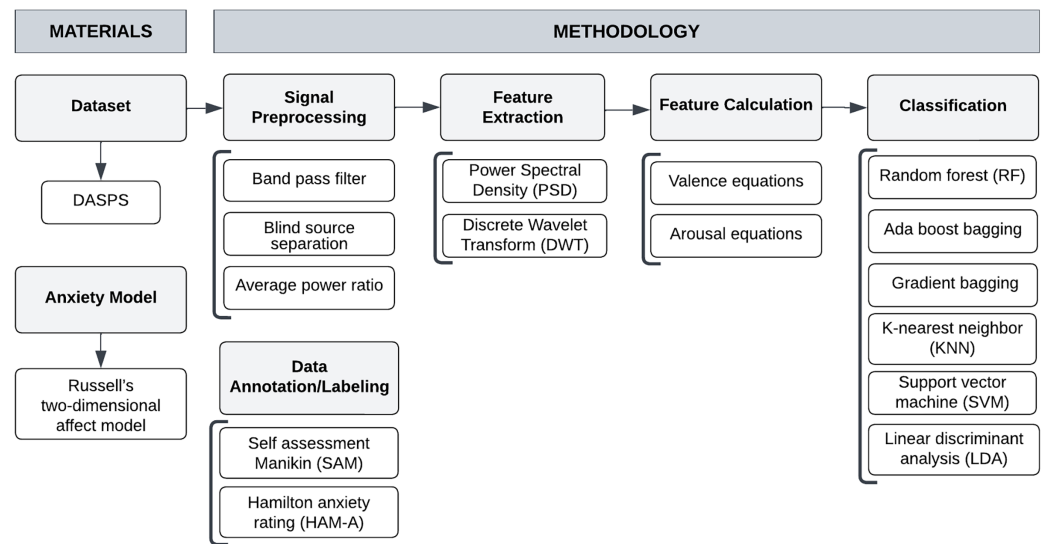 MATERIALS
METHODOLOGY
Dataset
Signal
Preprocessing
Feature
Extraction
Feature Calculation
Classification
DASPS
Band pass filter
Blind source
separation
Average power ratio
Power Spectral
Density (PSD)
Discrete Wavelet
Transform (DWT)
Valence equations
Arousal equations
Random forest (RF)
Ada boost bagging
Gradient bagging
K-nearest neighbor
(KNN)
Support vector
machine (SVM)
Linear discriminant
analysis (LDA)
Anxiety Model
Russell's
two-dimensional
affect model
Data
Annotation/Labeling
Self assessment
Manikin (SAM)
Hamilton anxiety
rating (HAM-A)